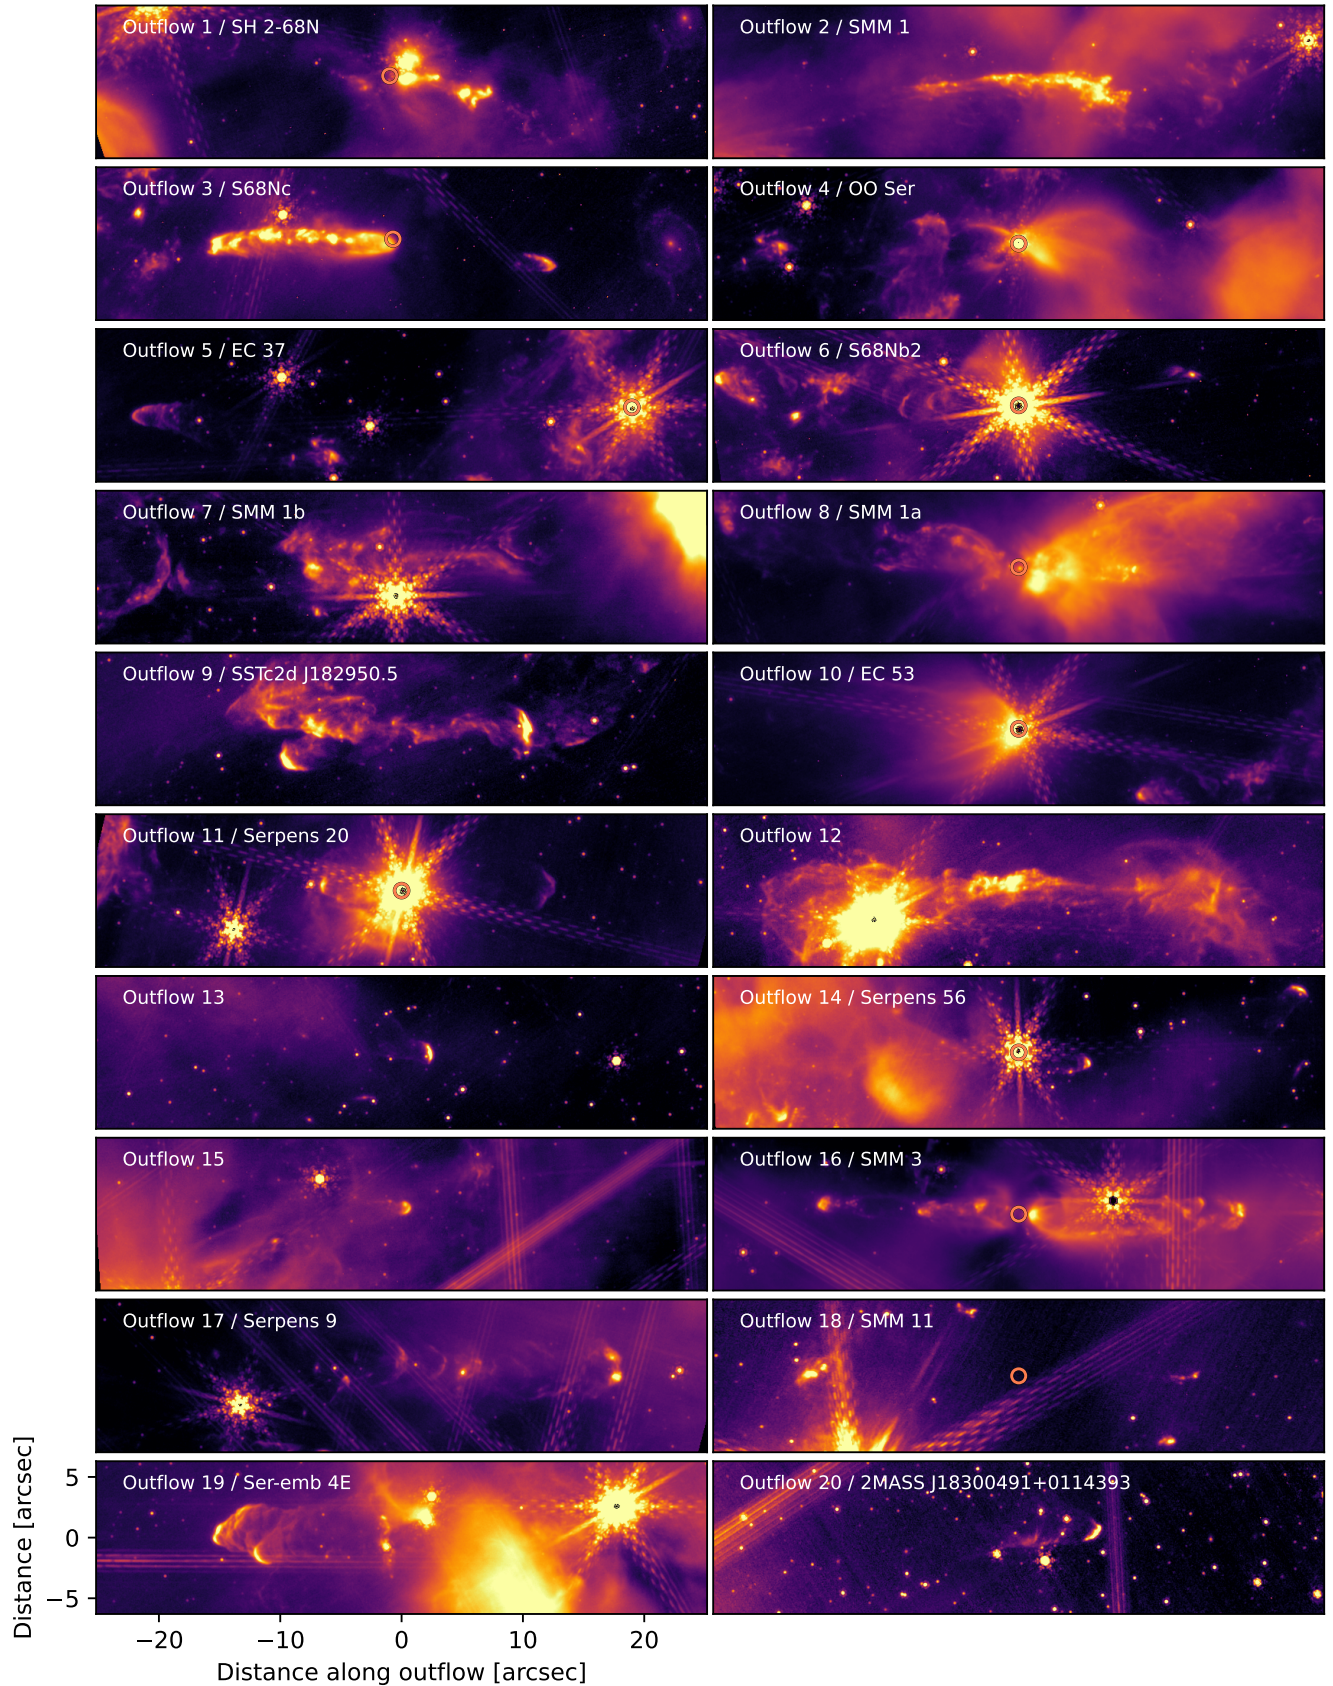 Outflow 1 / SH 2-68N
Outflow 2 / SMM 1
Outflow 3 / S68Nc
Outflow 4 / OO Ser
Outflow 5 / EC 37
Outflow 6 / S68Nb2
Outflow 7 / SMM 1b
Outflow 8 / SMM 1a
Outflow 9 / SSTc2d J182950.5
Outflow 10 / EC 53
Outflow 11 / Serpens 20
Outflow 12
Outflow 13
Outflow 14 / Serpens 56
Outflow 15
Outflow 16 / SMM 3
Outflow 17 / Serpens 9
Outflow 18 / SMM 11
Outflow 19 / Ser-emb 4E
Outflow 20 / 2MASS J18300491+0114393
5
0
−5
Distance [arcsec]
−20 −10 0 10 20
Distance along outflow [arcsec]